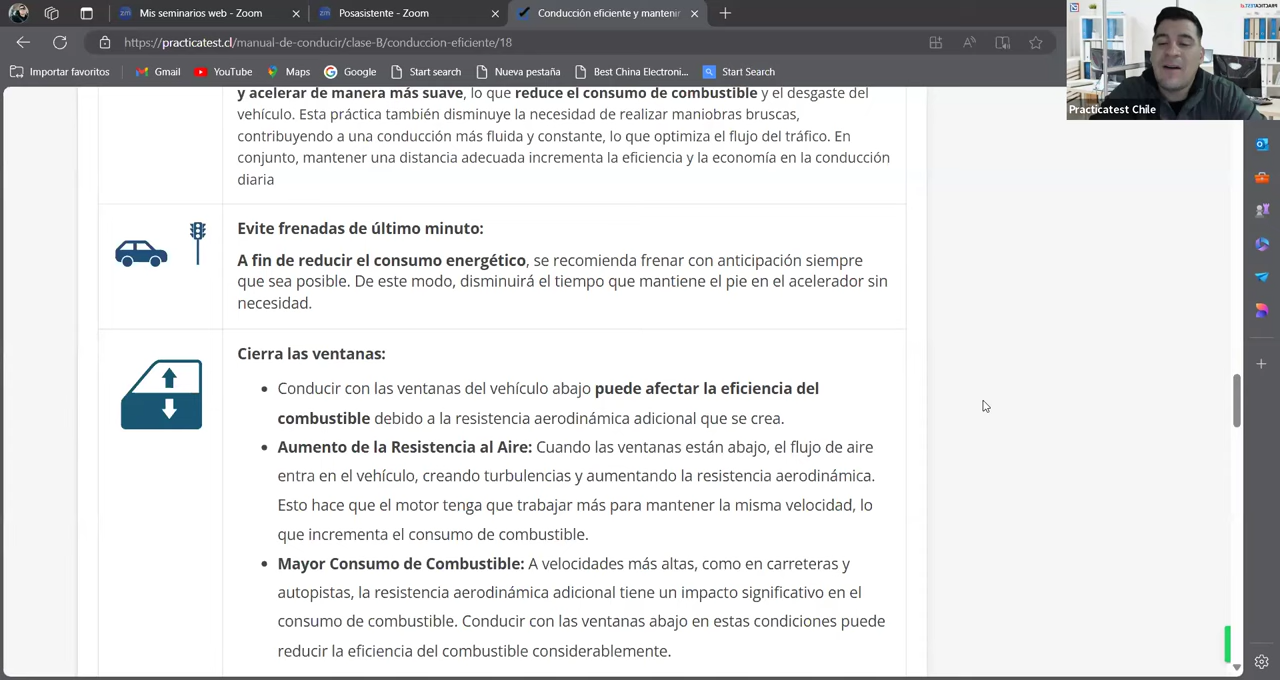 Mis seminarios web - Zoom
Posasistente - Zoom
Conducción eficiente y mantenir
https://practicatest.cl/manual-de-conducir/clase-B/conduccion-eficiente/18
Importar favoritos
Gmail
YouTube
Maps
Google
Start search
Nueva pestaña
Best China Electroni...
Start Search
Practicatest Chile
y acelerar de manera más suave, lo que reduce el consumo de combustible y el desgaste del
vehículo. Esta práctica también disminuye la necesidad de realizar maniobras bruscas,
contribuyendo a una conducción más fluida y constante, lo que optimiza el flujo del tráfico. En
conjunto, mantener una distancia adecuada incrementa la eficiencia y la economía en la conducción
diaria
Evite frenadas de último minuto:
A fin de reducir el consumo energético, se recomienda frenar con anticipación siempre
que sea posible. De este modo, disminuirá el tiempo que mantiene el pie en el acelerador sin
necesidad.
Cierra las ventanas:
Conducir con las ventanas del vehículo abajo puede afectar la eficiencia del
combustible debido a la resistencia aerodinámica adicional que se crea.
Aumento de la Resistencia al Aire: Cuando las ventanas están abajo, el flujo de aire
entra en el vehículo, creando turbulencias y aumentando la resistencia aerodinámica.
Esto hace que el motor tenga que trabajar más para mantener la misma velocidad, lo
que incrementa el consumo de combustible.
Mayor Consumo de Combustible: A velocidades más altas, como en carreteras y
autopistas, la resistencia aerodinámica adicional tiene un impacto significativo en el
consumo de combustible. Conducir con las ventanas abajo en estas condiciones puede
reducir la eficiencia del combustible considerablemente.